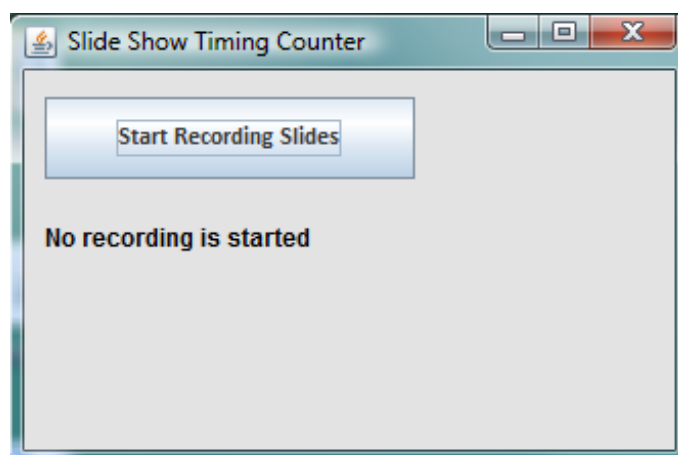 Slide Show Timing Counter
Start Recording Slides
No recording is started